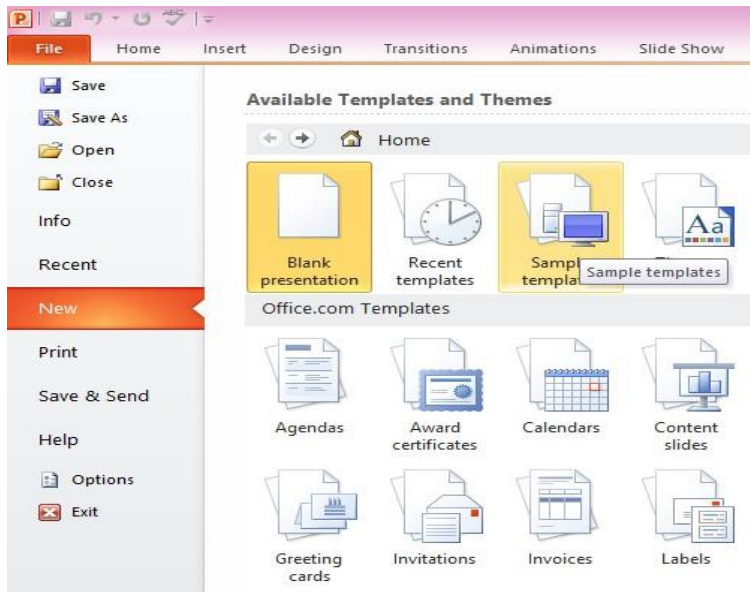 File Home Insert Design Transitions Animations Slide Show
Save
Save As
Open
Close
Info
Recent
New
Print
Save & Send
Help
Options
Exit
Available Templates and Themes
Home
Blank presentation
Recent templates
Sample templates
Office.com Templates
Agendas
Award certificates
Calendars
Content slides
Greeting cards
Invitations
Invoices
Labels